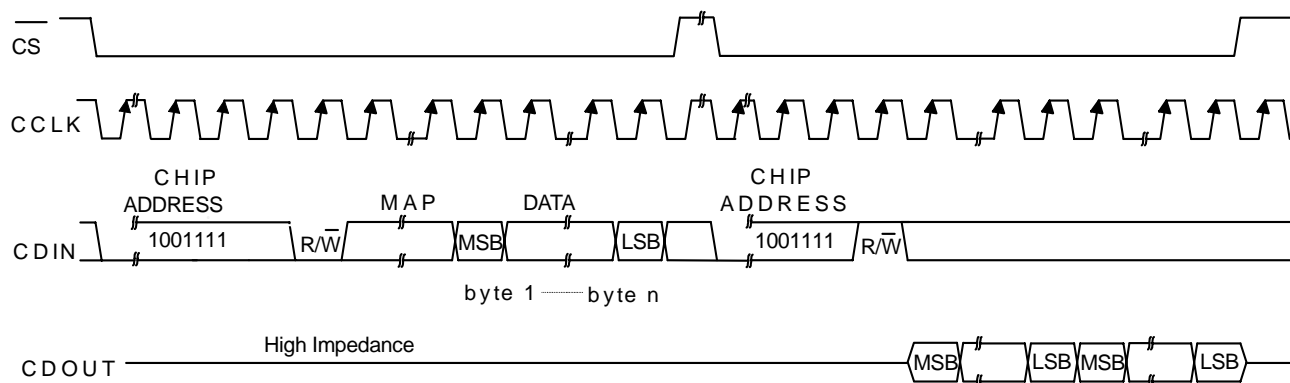 CS
CCLK
CHIP ADDRESS
MAP
DATA
CHIP ADDRESS
CDIN
1001111
R/W
MSB
LSB
1001111
R/W
byte 1
byte n
High Impedance
CDOUT
MSB
LSB
MSB
LSB